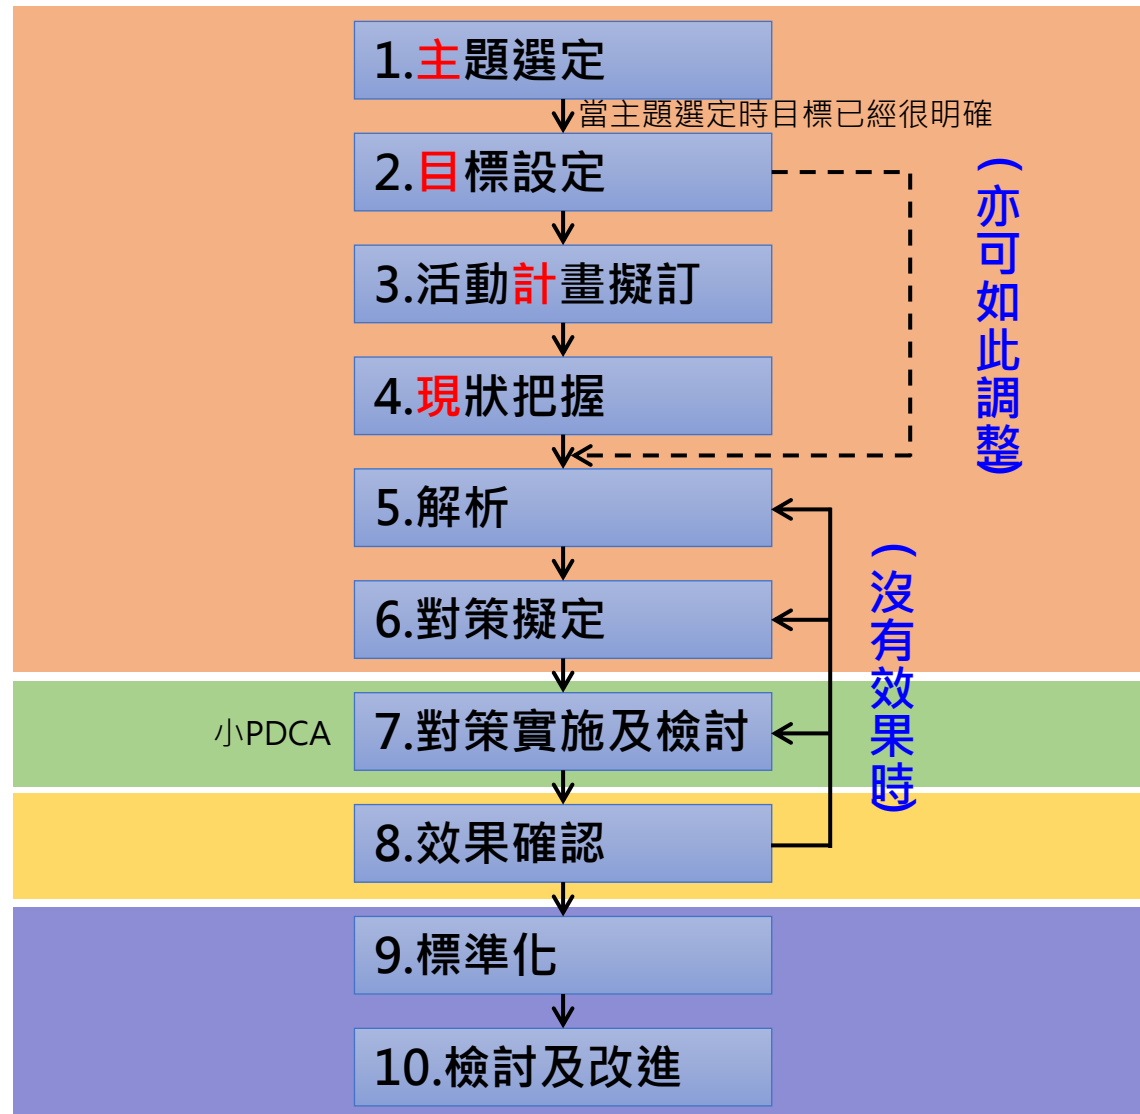 1.主題選定
當主題選定時目標已經很明確
2.目標設定
(亦可如此調整)
3.活動計畫擬訂
4.現狀把握
5.解析
(沒有效果時)
6.對策擬定
小PDCA
7.對策實施及檢討
8.效果確認
9.標準化
10.檢討及改進